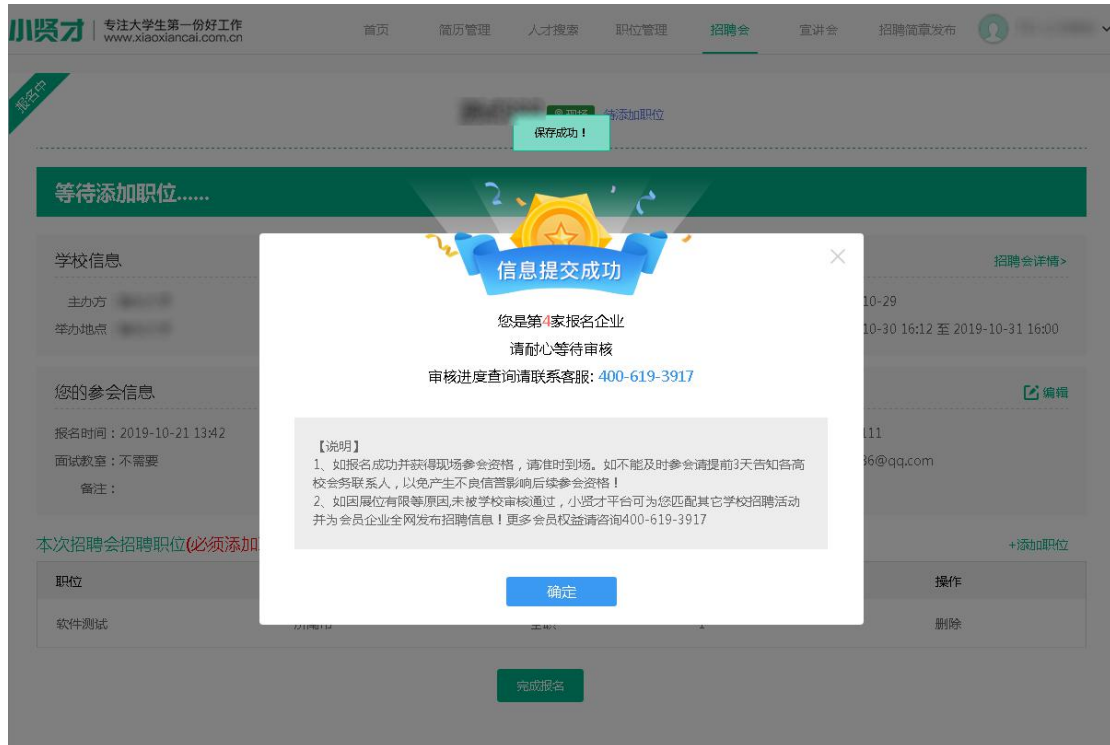 小贤才
专注大学生第一份好工作
www.xiaoxiancai.com.cn
首页 简历管理 人才搜索 职位管理 招聘会 宣讲会 招聘简章发布
报名中
现场 待添加职位
保存成功！
等待添加职位......
信息提交成功
学校信息
招聘会详情>
主办方
10-29
举办地点
10-30 16:12 至 2019-10-31 16:00
您是第4家报名企业
请耐心等待审核
审核进度查询请联系客服: 400-619-3917
您的参会信息
编辑
报名时间：2019-10-21 13:42
111
面试教室：不需要
36@qq.com
备注：
【说明】
1、如报名成功并获得现场参会资格，请准时到场。如不能及时参会请提前3天告知各高
校会务联系人，以免产生不良信誉影响后续参会资格！
2、如因展位有限等原因,未被学校审核通过，小贤才平台可为您匹配其它学校招聘活动
并为会员企业全网发布招聘信息！更多会员权益请咨询400-619-3917
本次招聘会招聘职位(必须添加
+添加职位
职位
操作
确定
软件测试
删除
完成报名